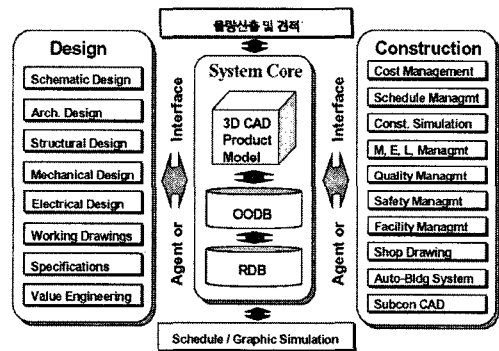 물량산출 및 견적
Design
Schematic Design
Arch. Design
Structural Design
Mechanical Design
Electrical Design
Working Drawings
Specifications
Value Engineering
Agent or Interface
System Core
3D CAD
Product
Model
OODB
RDB
Agent or Interface
Construction
Cost Management
Schedule Managmt
Const. Simulation
M, E, L, Managmt
Quality Managmt
Safety Managmt
Facility Managmt
Shop Drawing
Auto-Bldg System
Subcon CAD
Schedule / Graphic Simulation